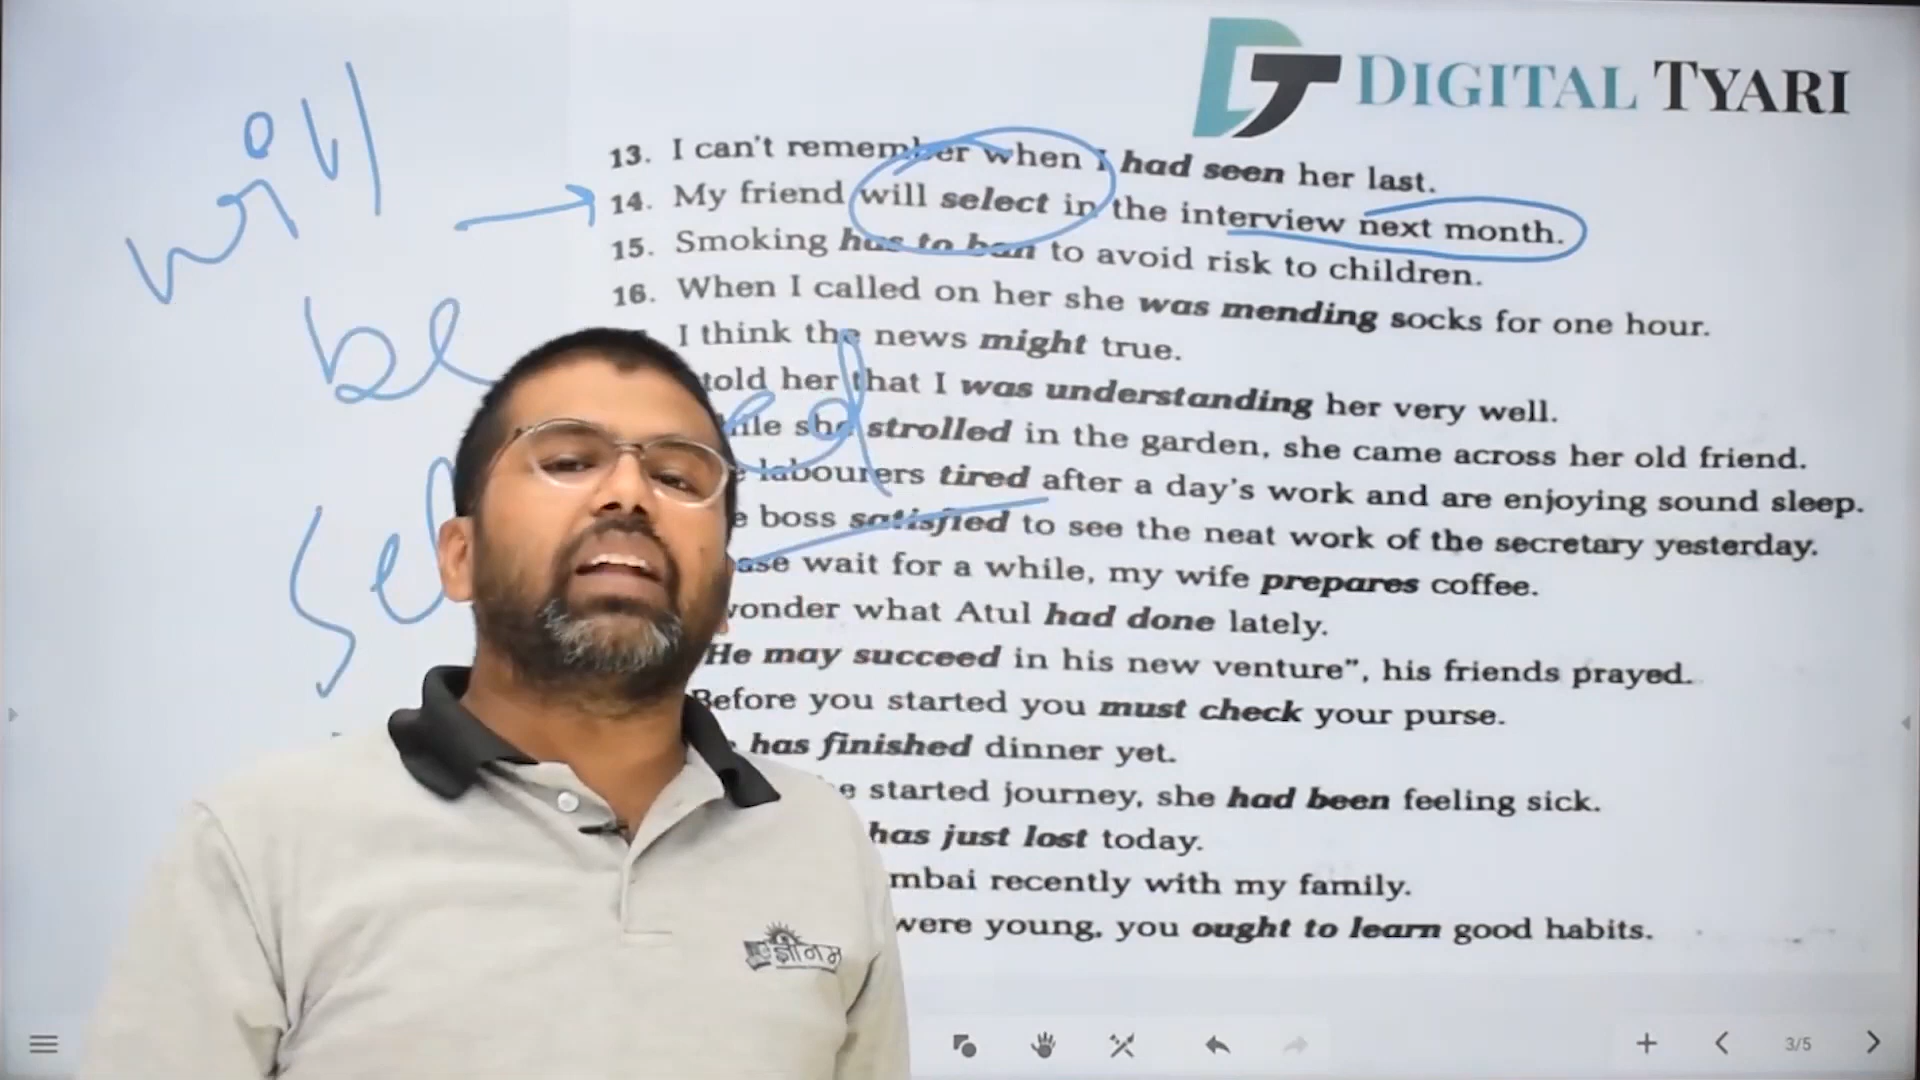 DT DIGITAL TYARI
will
be
sel
ed
13. I can't remember when I had seen her last.
14. My friend will select in the interview next month.
15. Smoking has to ban to avoid risk to children.
16. When I called on her she was mending socks for one hour.
I think the news might true.
told her that I was understanding her very well.
she strolled in the garden, she came across her old friend.
labourers tired after a day's work and are enjoying sound sleep.
boss satisfied to see the neat work of the secretary yesterday.
wait for a while, my wife prepares coffee.
wonder what Atul had done lately.
He may succeed in his new venture”, his friends prayed.
Before you started you must check your purse.
has finished dinner yet.
started journey, she had been feeling sick.
has just lost today.
mbai recently with my family.
were young, you ought to learn good habits.
3/5